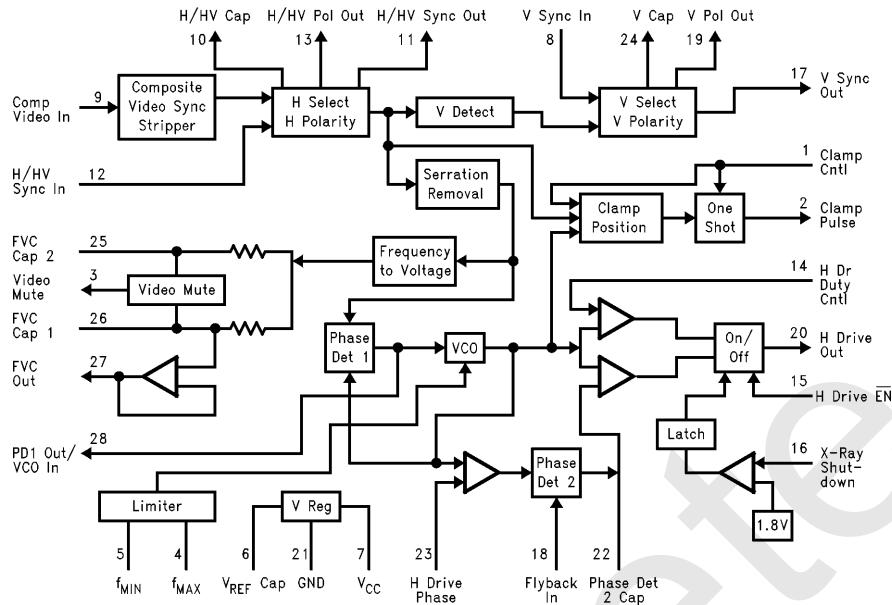 H/HV Cap
10
H/HV Pol Out
13
H/HV Sync Out
11
V Sync In
8
V Cap
24
V Pol Out
19
Comp
Video In
9
Composite
Video Sync
Stripper
H Select
H Polarity
V Detect
V Select
V Polarity
17
V Sync
Out
H/HV
Sync In
12
Serration
Removal
1
Clamp
Cntl
Clamp
Position
One
Shot
2
Clamp
Pulse
FVC
Cap 2
25
Frequency
to Voltage
Video
Mute
3
Video Mute
14
H Dr
Duty
Cntl
FVC
Cap 1
26
Phase
Det 1
VCO
On/
Off
20
H Drive
Out
FVC
Out
27
15
H Drive EN
Latch
PD1 Out/
VCO In
28
16
X-Ray
Shut-
down
Limiter
V Reg
Phase
Det 2
1.8V
5
4
6
21
7
23
18
22
fMIN
fMAX
VREF Cap
GND
VCC
H Drive
Phase
Flyback
In
Phase Det
2 Cap